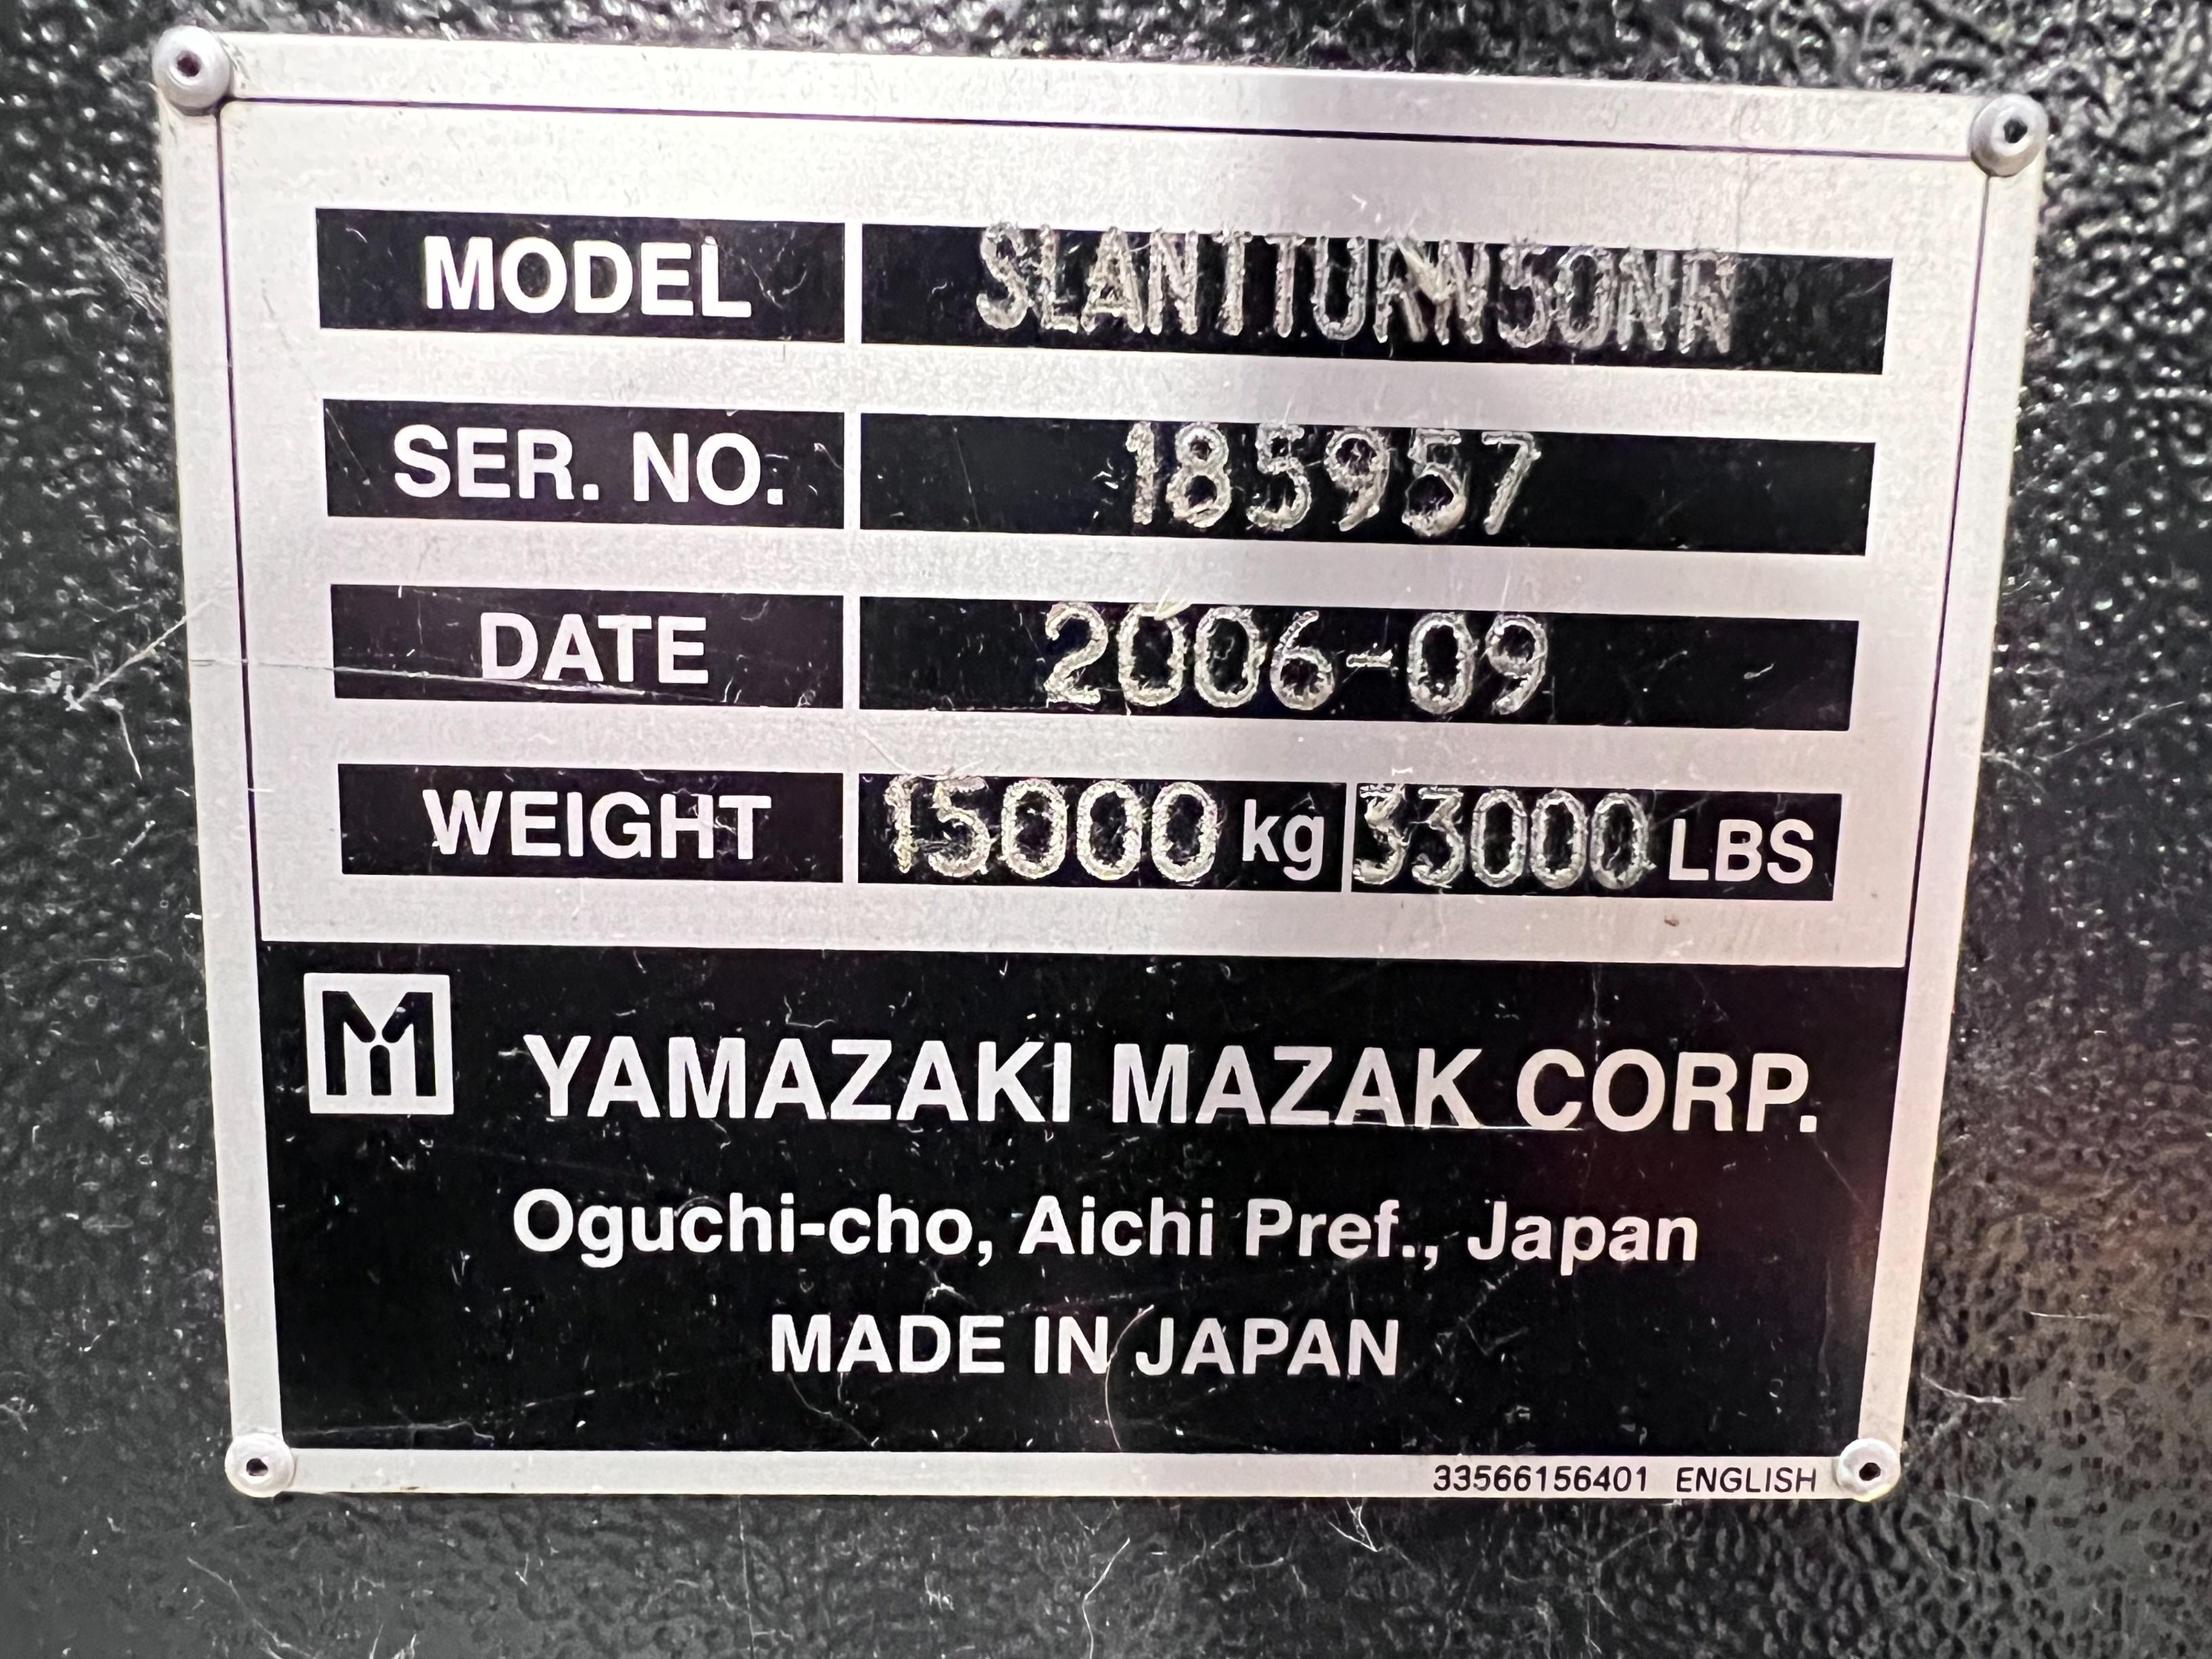 MODEL
SER. NO. 185957
DATE 2006-09
WEIGHT 15000 kg 33000 LBS
YAMAZAKI MAZAK CORP.
Oguchi-cho, Aichi Pref., Japan
MADE IN JAPAN
33566156401 ENGLISH